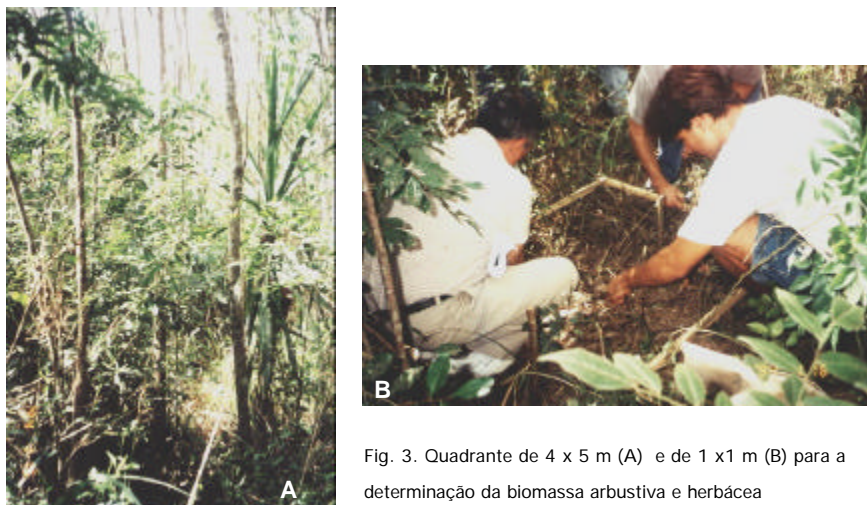 A
B
Fig. 3. Quadrante de 4 x 5 m (A) e de 1 x1 m (B) para a
determinação da biomassa arbustiva e herbácea